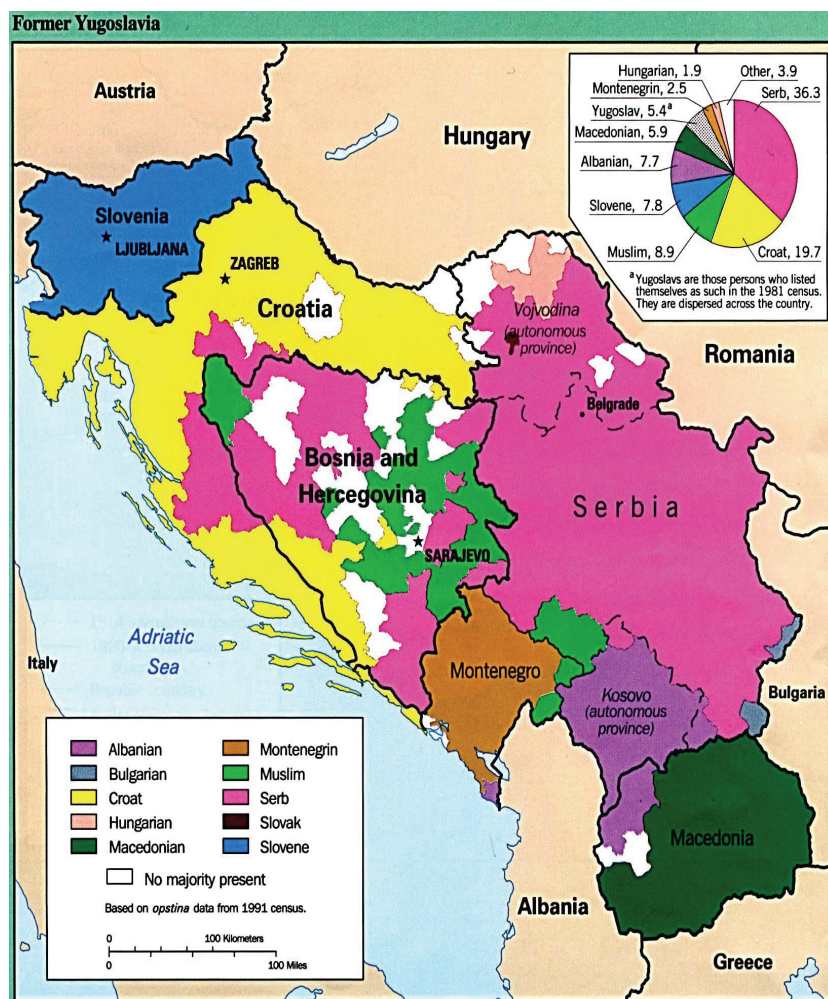 Former Yugoslavia
Austria
Hungary
Hungarian, 1.9
Other, 3.9
Montenegrin, 2.5
Serb, 36.3
Yugoslav, 5.4ᵃ
Macedonian, 5.9
Albanian, 7.7
Slovene, 7.8
Muslim, 8.9
Croat, 19.7
ᵃ Yugoslavs are those persons who listed
themselves as such in the 1981 census.
They are dispersed across the country.
Slovenia
LJUBLJANA
ZAGREB
Croatia
Vojvodina
(autonomous
province)
Romania
Belgrade
Bosnia and
Hercegovina
Serbia
SARAJEVO
Adriatic
Sea
Italy
Montenegro
Kosovo
(autonomous
province)
Bulgaria
Macedonia
Albania
Greece
Albanian
Bulgarian
Croat
Hungarian
Macedonian
Montenegrin
Muslim
Serb
Slovak
Slovene
No majority present
Based on opstina data from 1991 census.
0 100 Kilometers
0 100 Miles